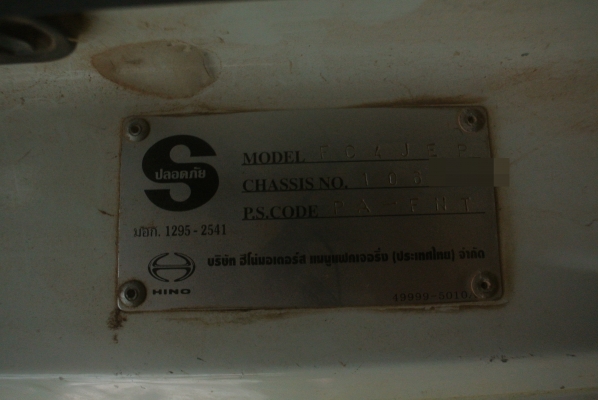 S
ปลอดภัย
มอก. 1295-2541
MODEL FC4JEP
CHASSIS NO. 106
P.S.CODE
บริษัท ฮีโน่มอเตอร์ส แมนูแฟคเจอริ่ง (ประเทศไทย) จำกัด
HINO